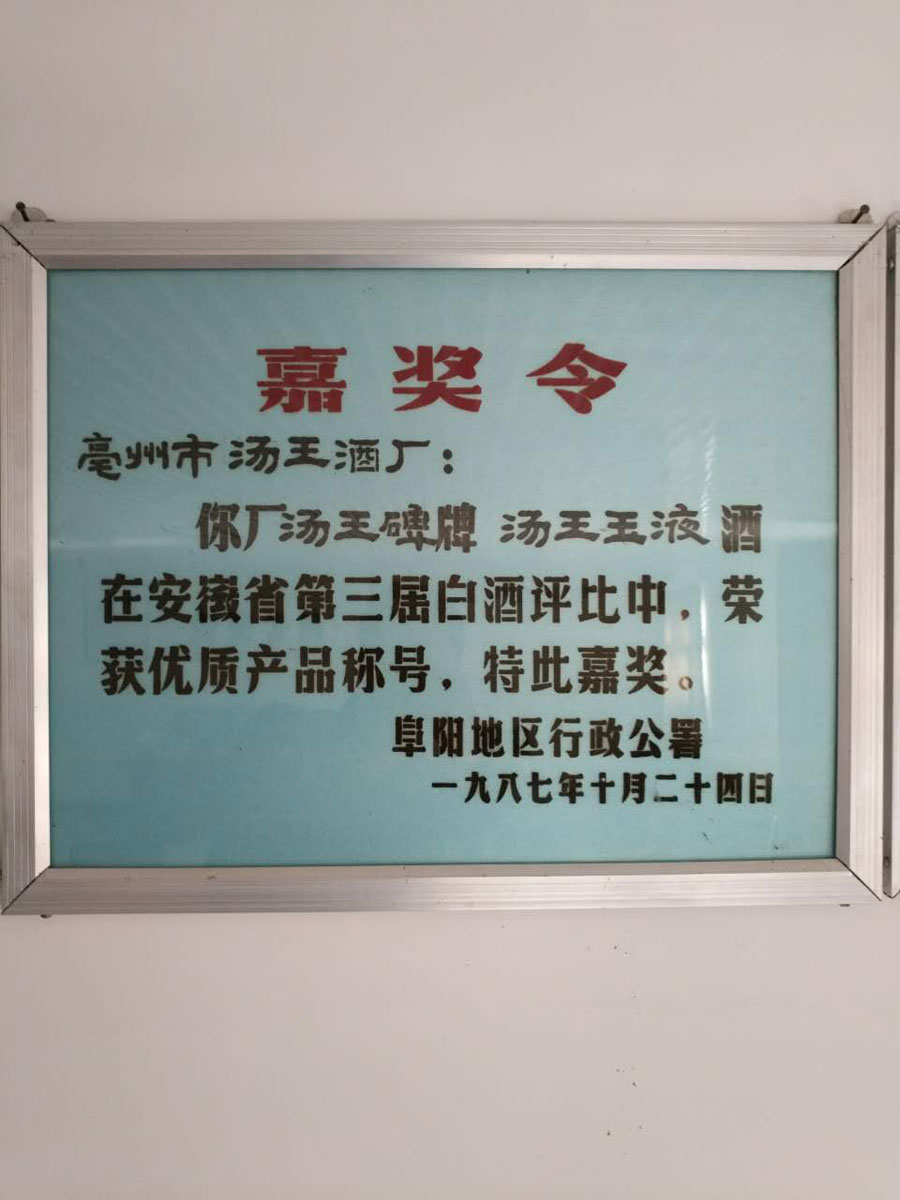 嘉奖令
亳州市汤王酒厂：
你厂汤王碑牌 汤王玉液酒
在安徽省第三届白酒评比中，荣
获优质产品称号，特此嘉奖。
阜阳地区行政公署
一九八七年十月二十四日